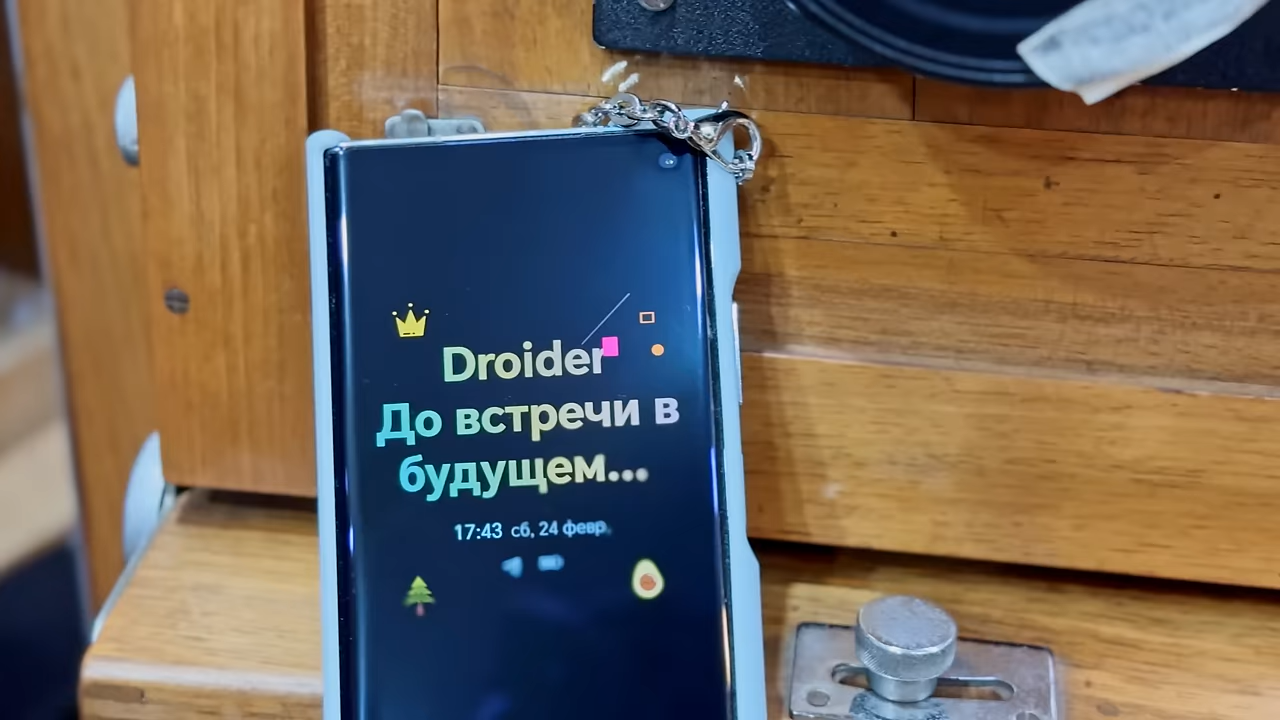 Droider
До встречи в
будущем...
17:43 сб, 24 февр.